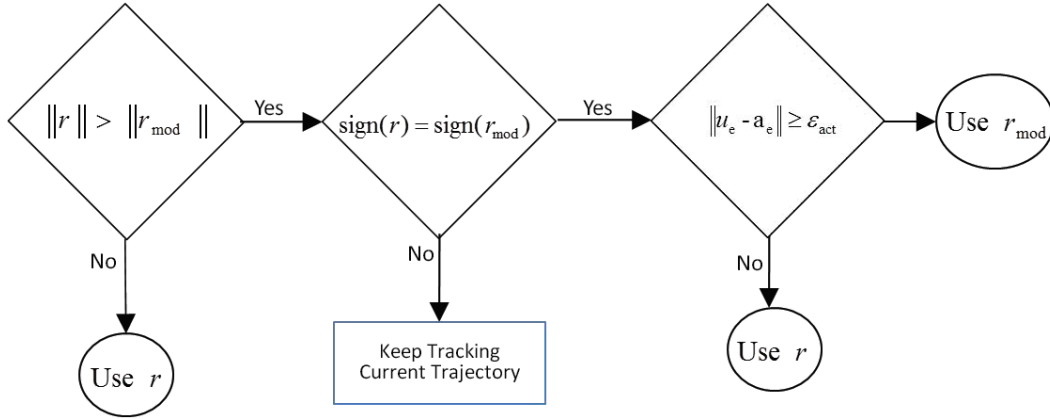 ‖r‖ > ‖r_mod‖
Yes
sign(r) = sign(r_mod)
Yes
‖u_e - a_e‖ ≥ ε_act
Use r_mod
No
No
No
Use r
Keep Tracking
Current Trajectory
Use r